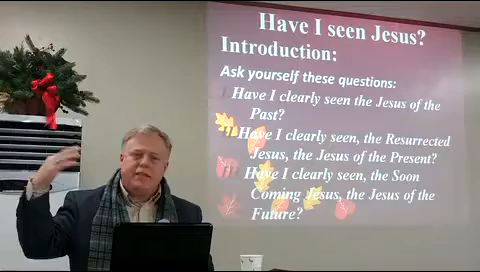 Have I seen Jesus?
Introduction:
Ask yourself these questions:
Have I clearly seen the Jesus of the
Past?
Have I clearly seen, the Resurrected
Jesus, the Jesus of the Present?
Have I clearly seen, the Soon
Coming Jesus, the Jesus of the
Future?